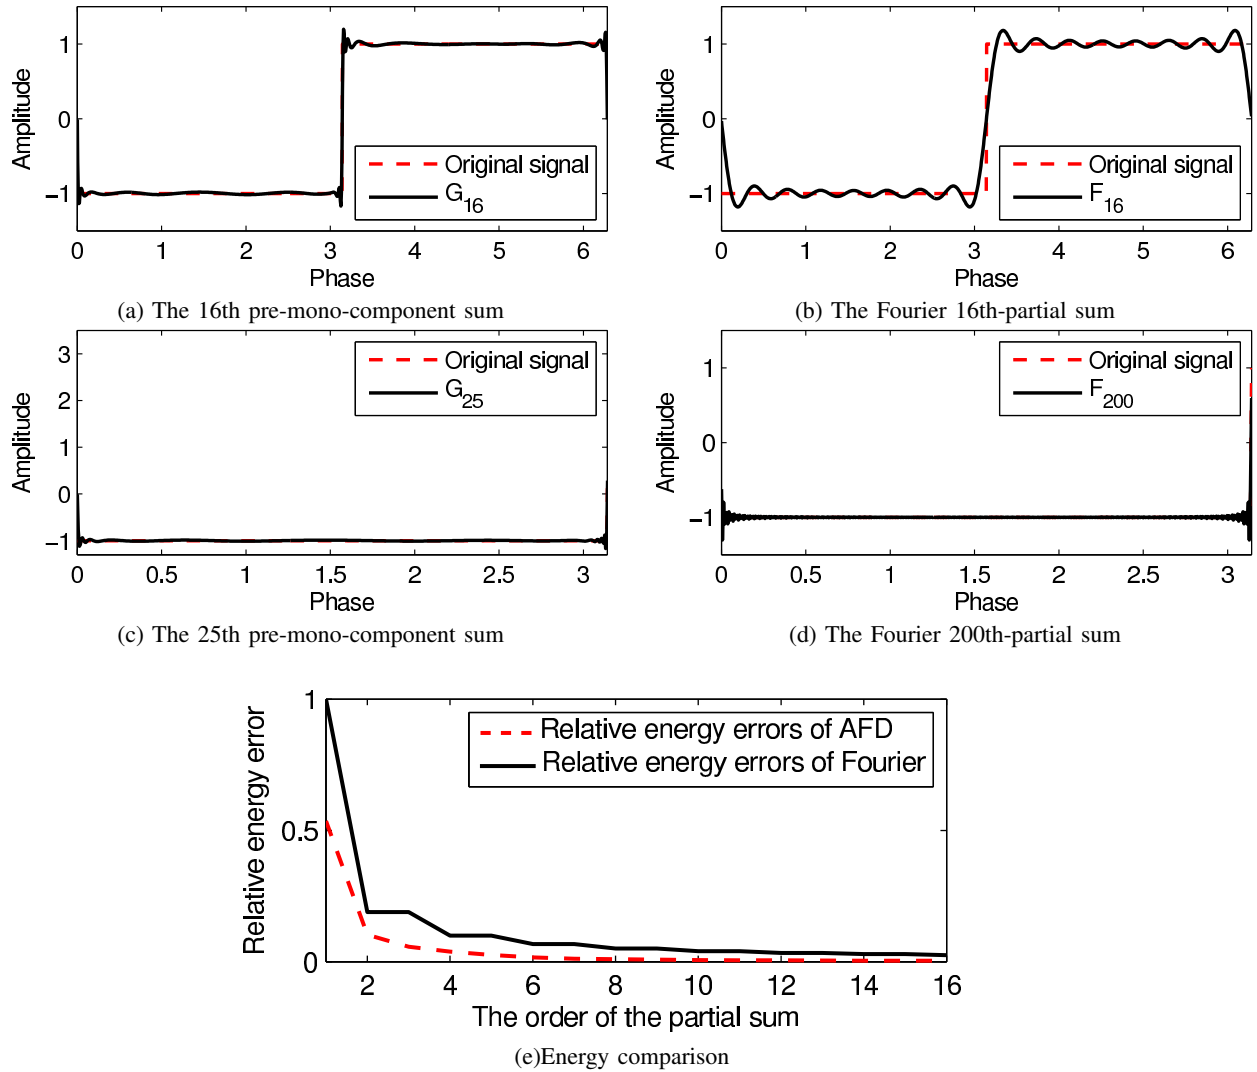 Amplitude
1
0
−1
Original signal
G16
0 1 2 3 4 5 6
Phase
(a) The 16th pre-mono-component sum
Amplitude
1
0
−1
Original signal
F16
0 1 2 3 4 5 6
Phase
(b) The Fourier 16th-partial sum
Amplitude
3
2
1
0
−1
Original signal
G25
0 0.5 1 1.5 2 2.5 3
Phase
(c) The 25th pre-mono-component sum
Amplitude
1
0
−1
Original signal
F200
0 0.5 1 1.5 2 2.5 3
Phase
(d) The Fourier 200th-partial sum
Relative energy error
1
0.5
0
Relative energy errors of AFD
Relative energy errors of Fourier
2 4 6 8 10 12 14 16
The order of the partial sum
(e)Energy comparison